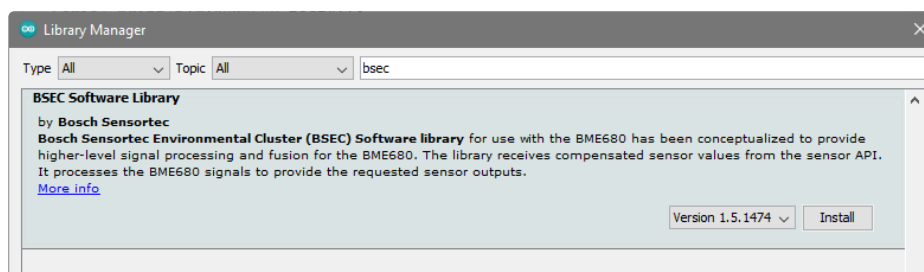 Library Manager
Type All Topic All bsec
BSEC Software Library
by Bosch Sensortec
Bosch Sensortec Environmental Cluster (BSEC) Software library for use with the BME680 has been conceptualized to provide
higher-level signal processing and fusion for the BME680. The library receives compensated sensor values from the sensor API.
It processes the BME680 signals to provide the requested sensor outputs.
More info
Version 1.5.1474 Install